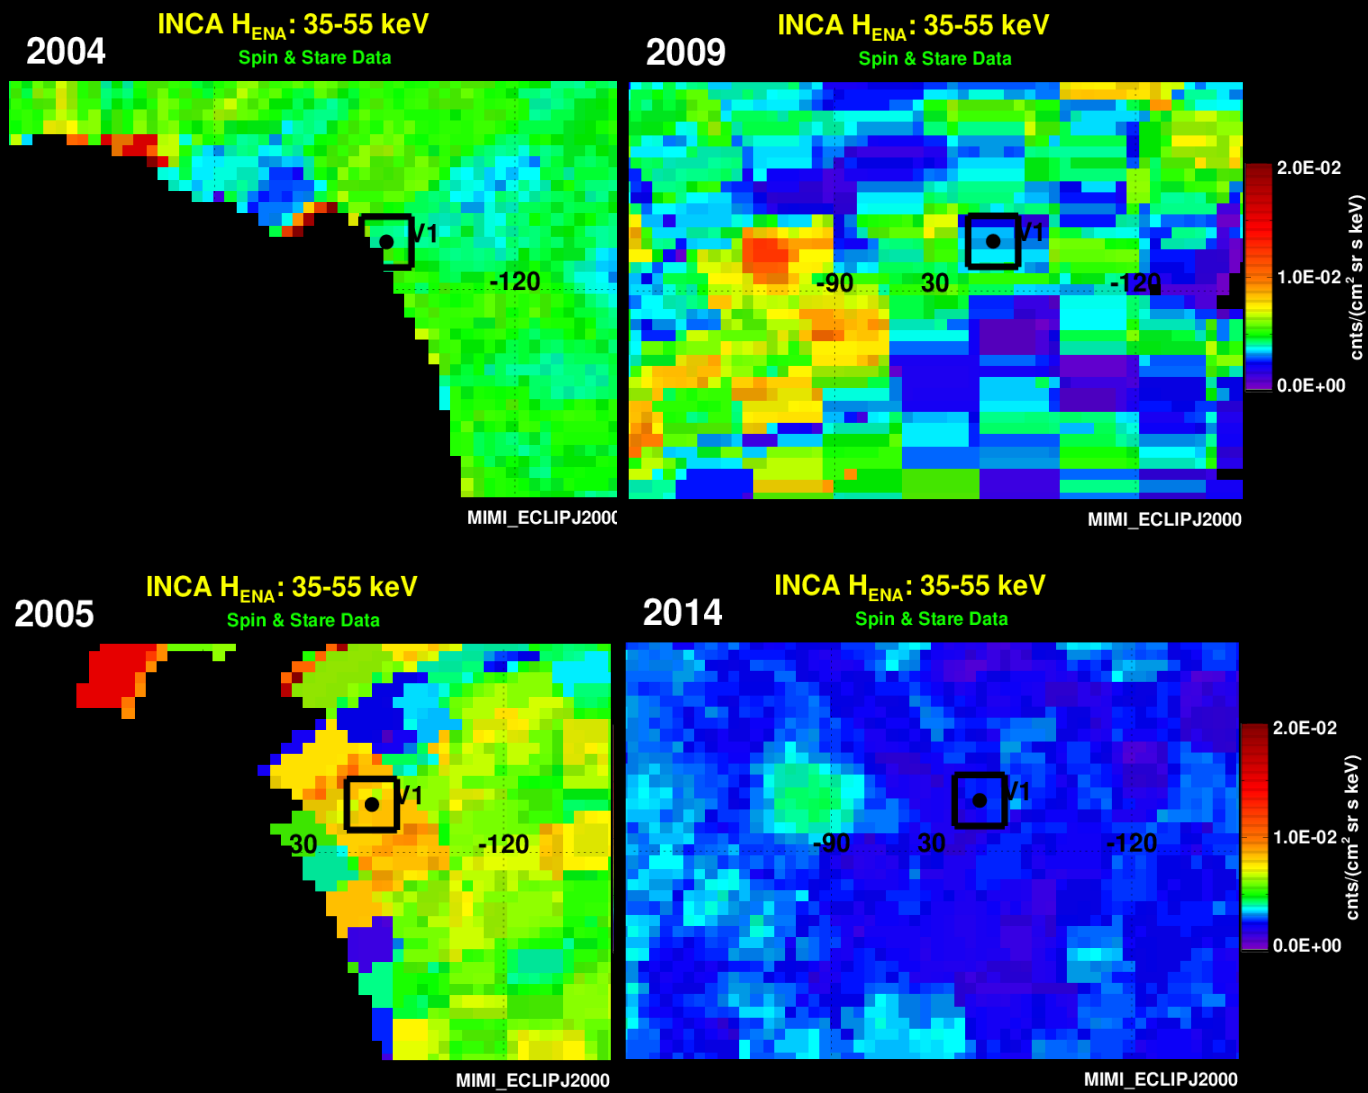 INCA HENA: 35-55 keV
Spin & Stare Data
2004
V1
-120
MIMI_ECLIPJ2000
INCA HENA: 35-55 keV
Spin & Stare Data
2009
V1
-90
30
-120
MIMI_ECLIPJ2000
2.0E-02
1.0E-02
0.0E+00
cnts/(cm2 sr s keV)
INCA HENA: 35-55 keV
Spin & Stare Data
2005
V1
30
-120
MIMI_ECLIPJ2000
INCA HENA: 35-55 keV
Spin & Stare Data
2014
V1
-90
30
-120
MIMI_ECLIPJ2000
2.0E-02
1.0E-02
0.0E+00
cnts/(cm2 sr s keV)